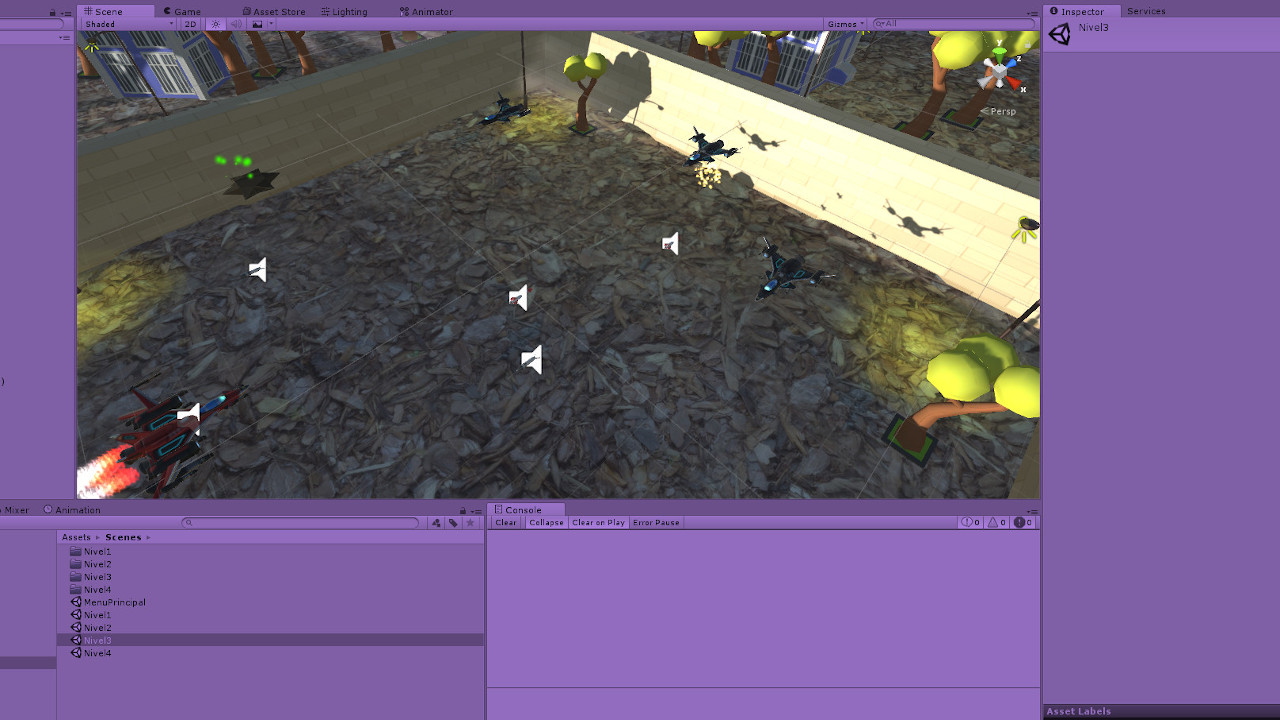 Scene Game Asset Store Lighting Animator
Shaded 2D Gizmos All
Inspector Services
Nivel3
y
z
x
Persp
)
Mixer Animation
Assets Scenes
Nivel1
Nivel2
Nivel3
Nivel4
MenuPrincipal
Nivel1
Nivel2
Nivel3
Nivel4
Console
Clear Collapse Clear on Play Error Pause 0 0 0
Asset Labels